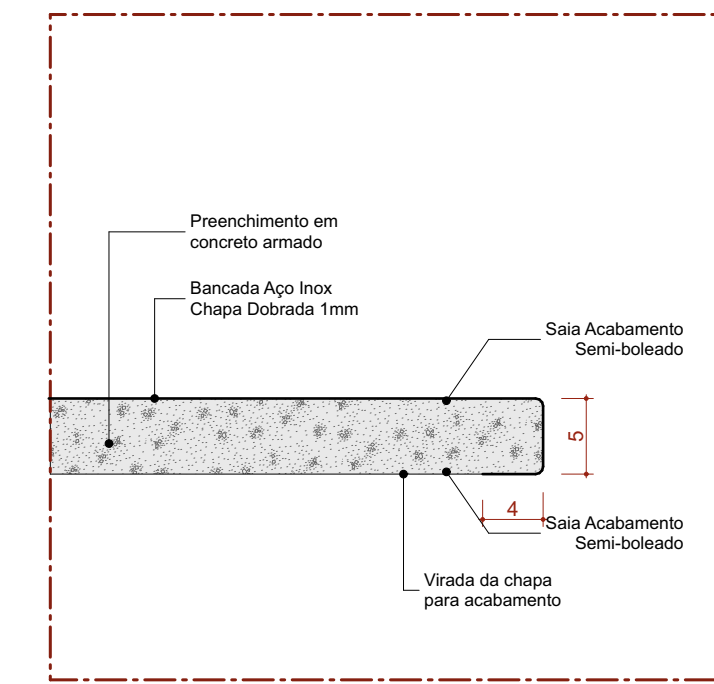 Preenchimento em
concreto armado
Bancada Aço Inox
Chapa Dobrada 1mm
Saia Acabamento
Semi-boleado
5
4
Saia Acabamento
Semi-boleado
Virada da chapa
para acabamento